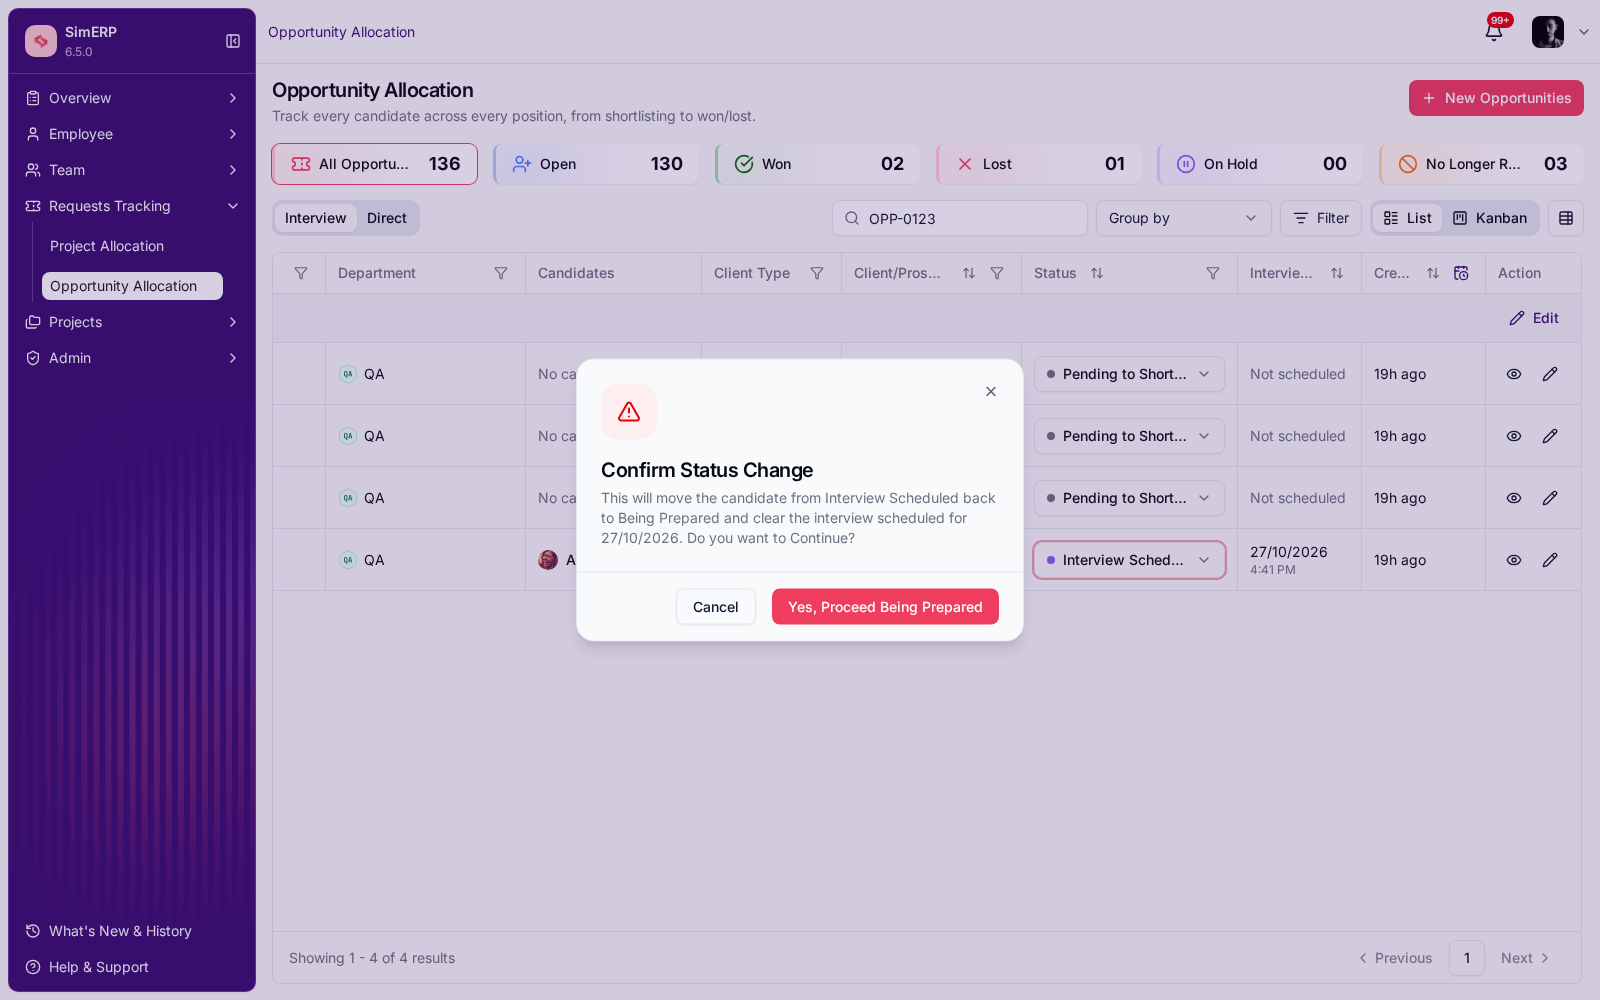 SimERP
6.5.0
Overview
Employee
Team
Requests Tracking
Project Allocation
Opportunity Allocation
Projects
Admin
What's New & History
Help & Support
Opportunity Allocation
99+
Opportunity Allocation
Track every candidate across every position, from shortlisting to won/lost.
New Opportunities
All Opportu... 136
Open 130
Won 02
Lost 01
On Hold 00
No Longer R... 03
Interview Direct
OPP-0123
Group by
Filter
List Kanban
Department Candidates Client Type Client/Pros... Status Intervie... Cre... Action
Edit
QA QA No ca Pending to Short... Not scheduled 19h ago
QA QA No ca Pending to Short... Not scheduled 19h ago
QA QA No ca Pending to Short... Not scheduled 19h ago
QA QA A Interview Sched... 27/10/2026 19h ago
4:41 PM
Confirm Status Change
This will move the candidate from Interview Scheduled back
to Being Prepared and clear the interview scheduled for
27/10/2026. Do you want to Continue?
Cancel Yes, Proceed Being Prepared
Showing 1 - 4 of 4 results
Previous 1 Next